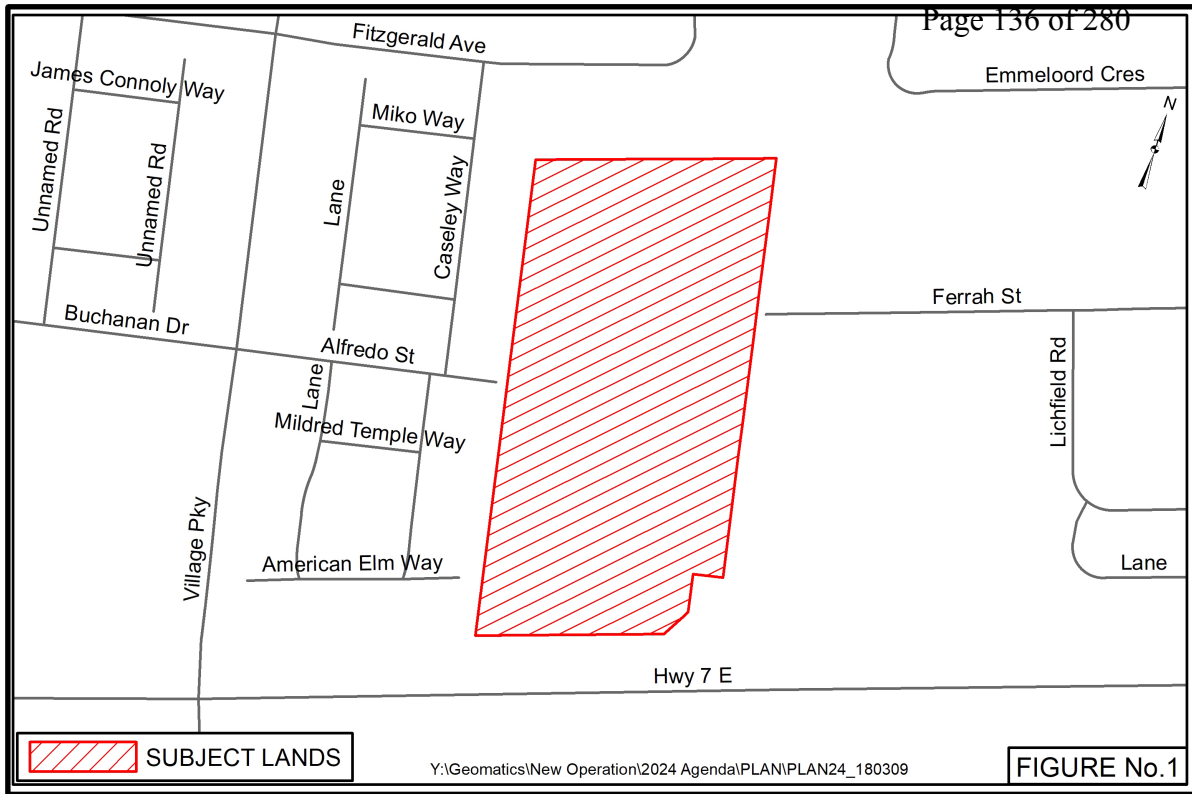 Page 136 of 280
Fitzgerald Ave
Emmeloord Cres
James Connoly Way
Miko Way
N
Unnamed Rd
Unnamed Rd
Lane
Caseley Way
Ferrah St
Buchanan Dr
Alfredo St
Lane
Lichfield Rd
Mildred Temple Way
Village Pky
American Elm Way
Lane
Hwy 7 E
SUBJECT LANDS
Y:\Geomatics\New Operation\2024 Agenda\PLAN\PLAN24_180309
FIGURE No.1